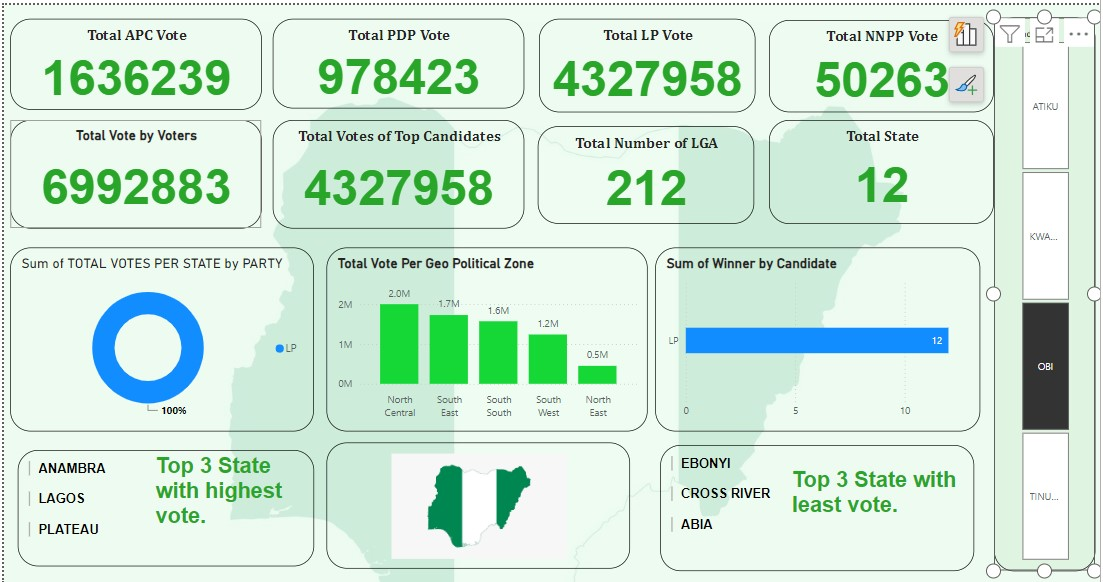 Total APC Vote
1636239
Total PDP Vote
978423
Total LP Vote
4327958
Total NNPP Vote
50263
Total Vote by Voters
6992883
Total Votes of Top Candidates
4327958
Total Number of LGA
212
Total State
12
ATIKU
KWA...
OBI
TINU...
Sum of TOTAL VOTES PER STATE by PARTY
LP
100%
Total Vote Per Geo Political Zone
2M
1M
0M
2.0M
1.7M
1.6M
1.2M
0.5M
North
Central
South
East
South
South
South
West
North
East
Sum of Winner by Candidate
LP
12
0
5
10
ANAMBRA
LAGOS
PLATEAU
Top 3 State
with highest
vote.
EBONYI
CROSS RIVER
ABIA
Top 3 State with
least vote.